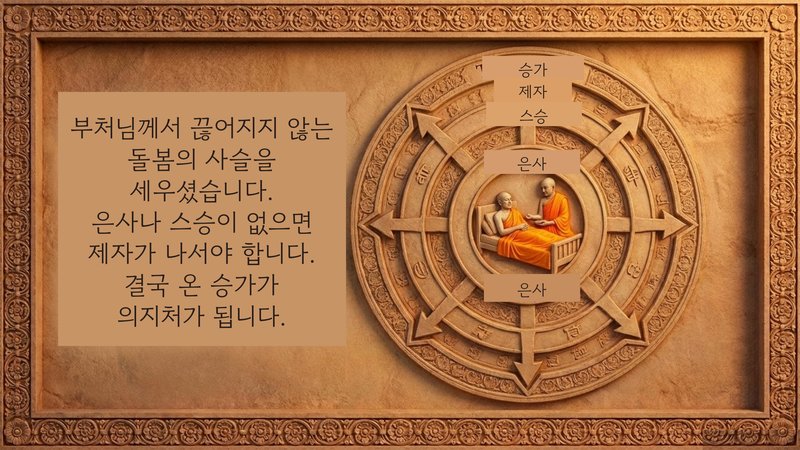 부처님께서 끊어지지 않는
돌봄의 사슬을
세우셨습니다.
은사나 스승이 없으면
제자가 나서야 합니다.
결국 온 승가가
의지처가 됩니다.
승가
제자
스승
은사
은사